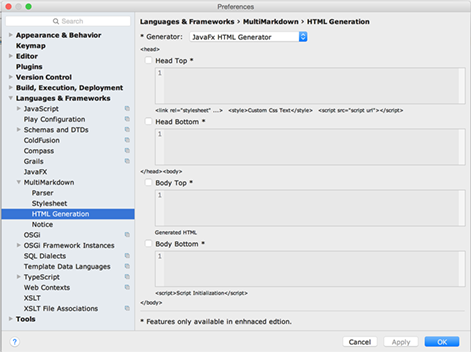 Preferences
Search
Languages & Frameworks › MultiMarkdown › HTML Generation
Appearance & Behavior
Keymap
Editor
Plugins
Version Control
Build, Execution, Deployment
Languages & Frameworks
JavaScript
Play Configuration
Schemas and DTDs
ColdFusion
Compass
Grails
JavaFX
MultiMarkdown
Parser
Stylesheet
HTML Generation
Notice
OSGi
OSGi Framework Instances
SQL Dialects
Template Data Languages
TypeScript
Web Contexts
XSLT
XSLT File Associations
Tools
* Generator: JavaFx HTML Generator
<head>
Head Top *
1
<link rel="stylesheet" ...> <style>Custom Css Text</style> <script src="script url"></script>
Head Bottom *
1
</head><body>
Body Top *
1
Generated HTML
Body Bottom *
1
<script>Script Initialization</script>
</body>
* Features only available in enhnaced edtion.
?
Cancel
Apply
OK